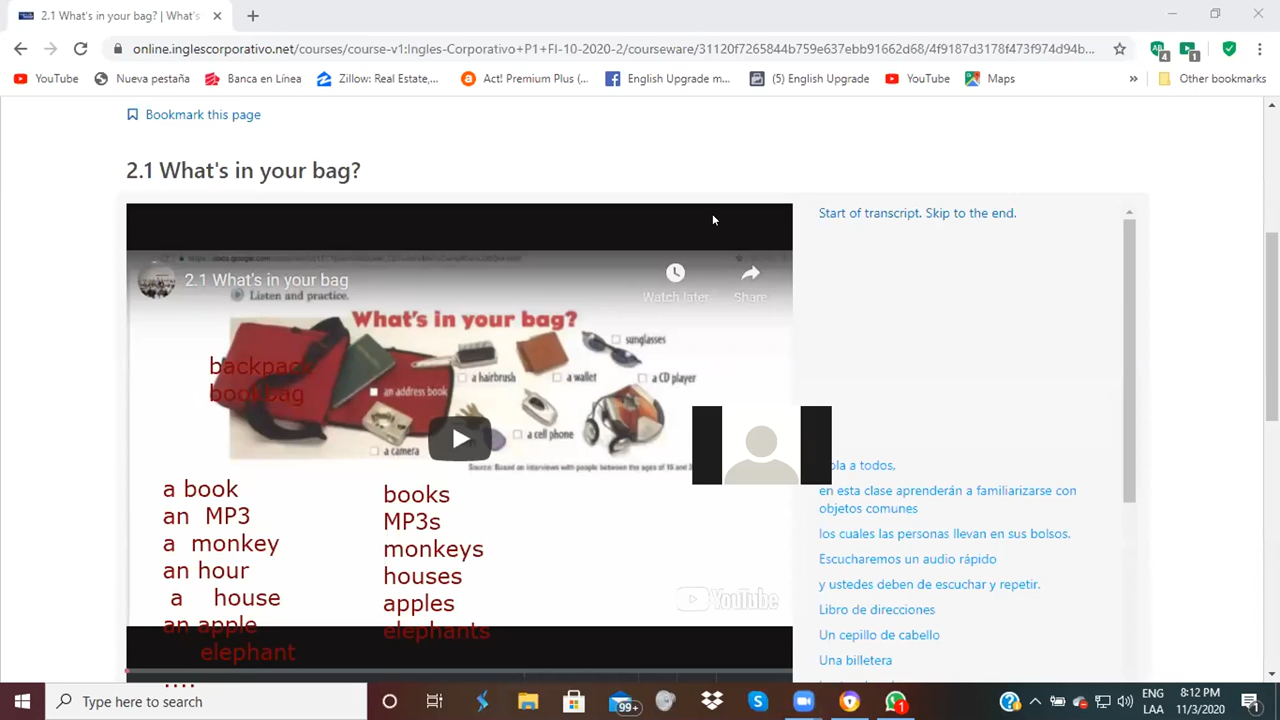 2.1 What's in your bag? | What's
online.inglescorporativo.net/courses/course-v1:Ingles-Corporativo+P1+FI-10-2020-2/courseware/31120f7265844b759e637ebb91662d68/4f9187d3178f473f974d94b...
4
1
YouTube
Nueva pestaña
Banca en Línea
Zillow: Real Estate,...
Act! Premium Plus (...
English Upgrade m...
(5) English Upgrade
YouTube
Maps
»
Other bookmarks
Bookmark this page
2.1 What's in your bag?
Start of transcript. Skip to the end.
2.1 What's in your bag
Watch later
Share
Listen and practice.
What's in your bag?
sunglasses
a hairbrush
a wallet
a CD player
an address book
a cell phone
a camera
backpack
bookbag
a book
an MP3
a monkey
an hour
a house
an apple
elephant
....
books
MP3s
monkeys
houses
apples
elephants
YouTube
ola a todos,
en esta clase aprenderán a familiarizarse con
objetos comunes
los cuales las personas llevan en sus bolsos.
Escucharemos un audio rápido
y ustedes deben de escuchar y repetir.
Libro de direcciones
Un cepillo de cabello
Una billetera
Type here to search
99+
1
ENG
LAA
8:12 PM
11/3/2020
1